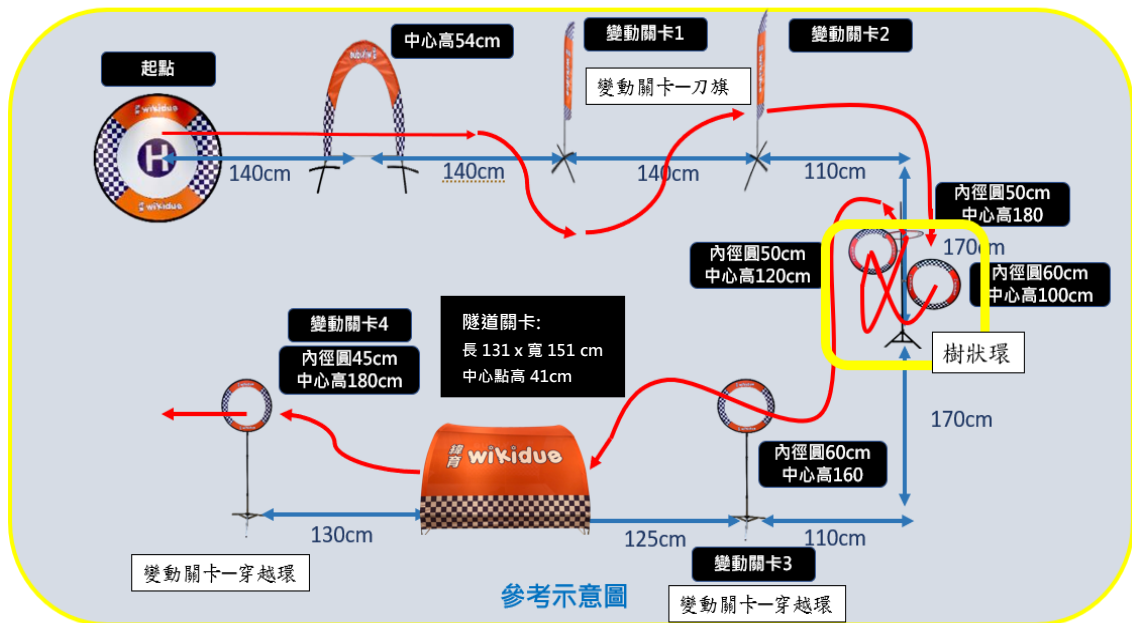 起點
中心高54cm
變動關卡1
變動關卡2
變動關卡—刀旗
wikidue
H
wikidue
140cm
140cm
140cm
110cm
內徑圓50cm
中心高180
170cm
內徑圓50cm
中心高120cm
內徑圓60cm
中心高100cm
樹狀環
170cm
變動關卡4
內徑圓45cm
中心高180cm
隧道關卡:
長 131 x 寬 151 cm
中心點高 41cm
緯育 wikidue
內徑圓60cm
中心高160
130cm
125cm
110cm
變動關卡—穿越環
變動關卡3
變動關卡—穿越環
參考示意圖